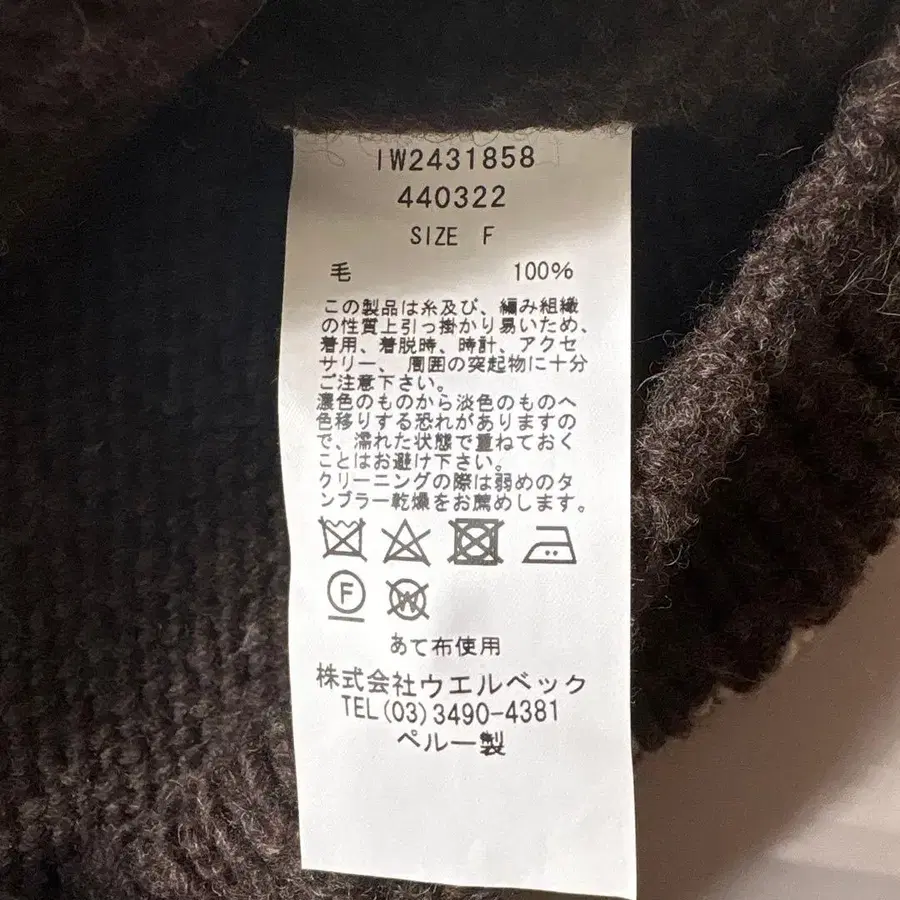 IW2431858
440322
SIZE F
毛 100%
この製品は糸及び、編み組織
の性質上引っ掛かり易いため、
着用、着脱時、時計、アクセ
サリー、周囲の突起物に十分
ご注意下さい。
濃色のものから淡色のものへ
色移りする恐れがありますの
で、濡れた状態で重ねておく
ことはお避け下さい。
クリーニングの際は弱めのタ
ンブラー乾燥をお薦めします。
F W
あて布使用
株式会社ウエルベック
TEL(03)3490-4381
ペルー製